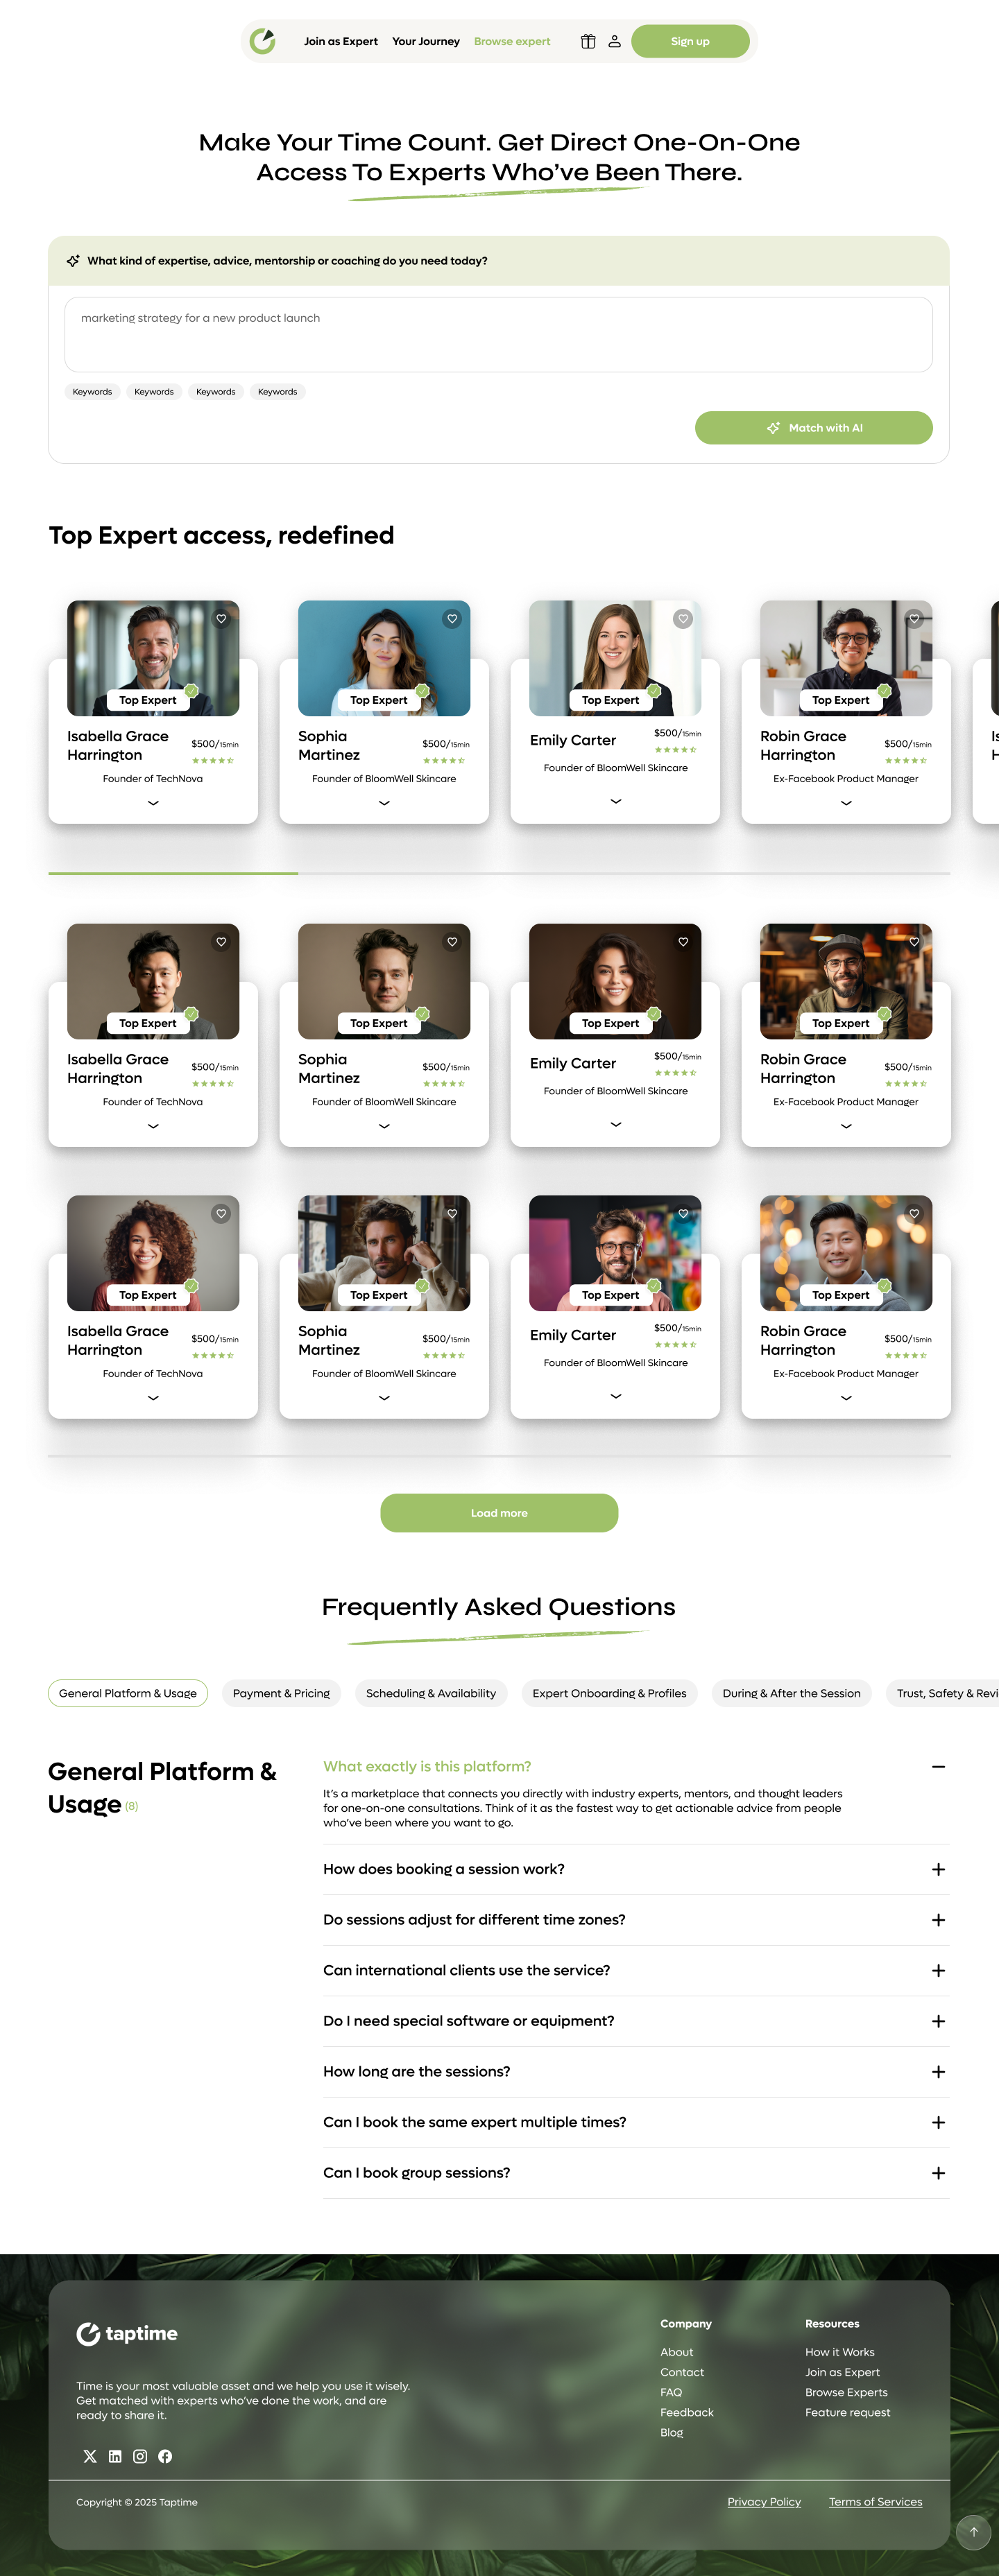 Join as Expert
Your Journey
Browse expert
Sign up
Make Your Time Count. Get Direct One-On-One
Access To Experts Who've Been There.
What kind of expertise, advice, mentorship or coaching do you need today?
marketing strategy for a new product launch
Keywords
Keywords
Keywords
Keywords
Match with AI
Top Expert access, redefined
Top Expert
Isabella Grace
Harrington
$500/15min
Founder of TechNova
Top Expert
Sophia
Martinez
$500/15min
Founder of BloomWell Skincare
Top Expert
Emily Carter
$500/15min
Founder of BloomWell Skincare
Top Expert
Robin Grace
Harrington
$500/15min
Ex-Facebook Product Manager
Is
H
Top Expert
Isabella Grace
Harrington
$500/15min
Founder of TechNova
Top Expert
Sophia
Martinez
$500/15min
Founder of BloomWell Skincare
Top Expert
Emily Carter
$500/15min
Founder of BloomWell Skincare
Top Expert
Robin Grace
Harrington
$500/15min
Ex-Facebook Product Manager
Top Expert
Isabella Grace
Harrington
$500/15min
Founder of TechNova
Top Expert
Sophia
Martinez
$500/15min
Founder of BloomWell Skincare
Top Expert
Emily Carter
$500/15min
Founder of BloomWell Skincare
Top Expert
Robin Grace
Harrington
$500/15min
Ex-Facebook Product Manager
Load more
Frequently Asked Questions
General Platform & Usage
Payment & Pricing
Scheduling & Availability
Expert Onboarding & Profiles
During & After the Session
Trust, Safety & Revi
General Platform &
Usage (8)
What exactly is this platform?
It's a marketplace that connects you directly with industry experts, mentors, and thought leaders
for one-on-one consultations. Think of it as the fastest way to get actionable advice from people
who've been where you want to go.
How does booking a session work?
Do sessions adjust for different time zones?
Can international clients use the service?
Do I need special software or equipment?
How long are the sessions?
Can I book the same expert multiple times?
Can I book group sessions?
taptime
Time is your most valuable asset and we help you use it wisely.
Get matched with experts who've done the work, and are
ready to share it.
Company
About
Contact
FAQ
Feedback
Blog
Resources
How it Works
Join as Expert
Browse Experts
Feature request
Copyright © 2025 Taptime
Privacy Policy
Terms of Services